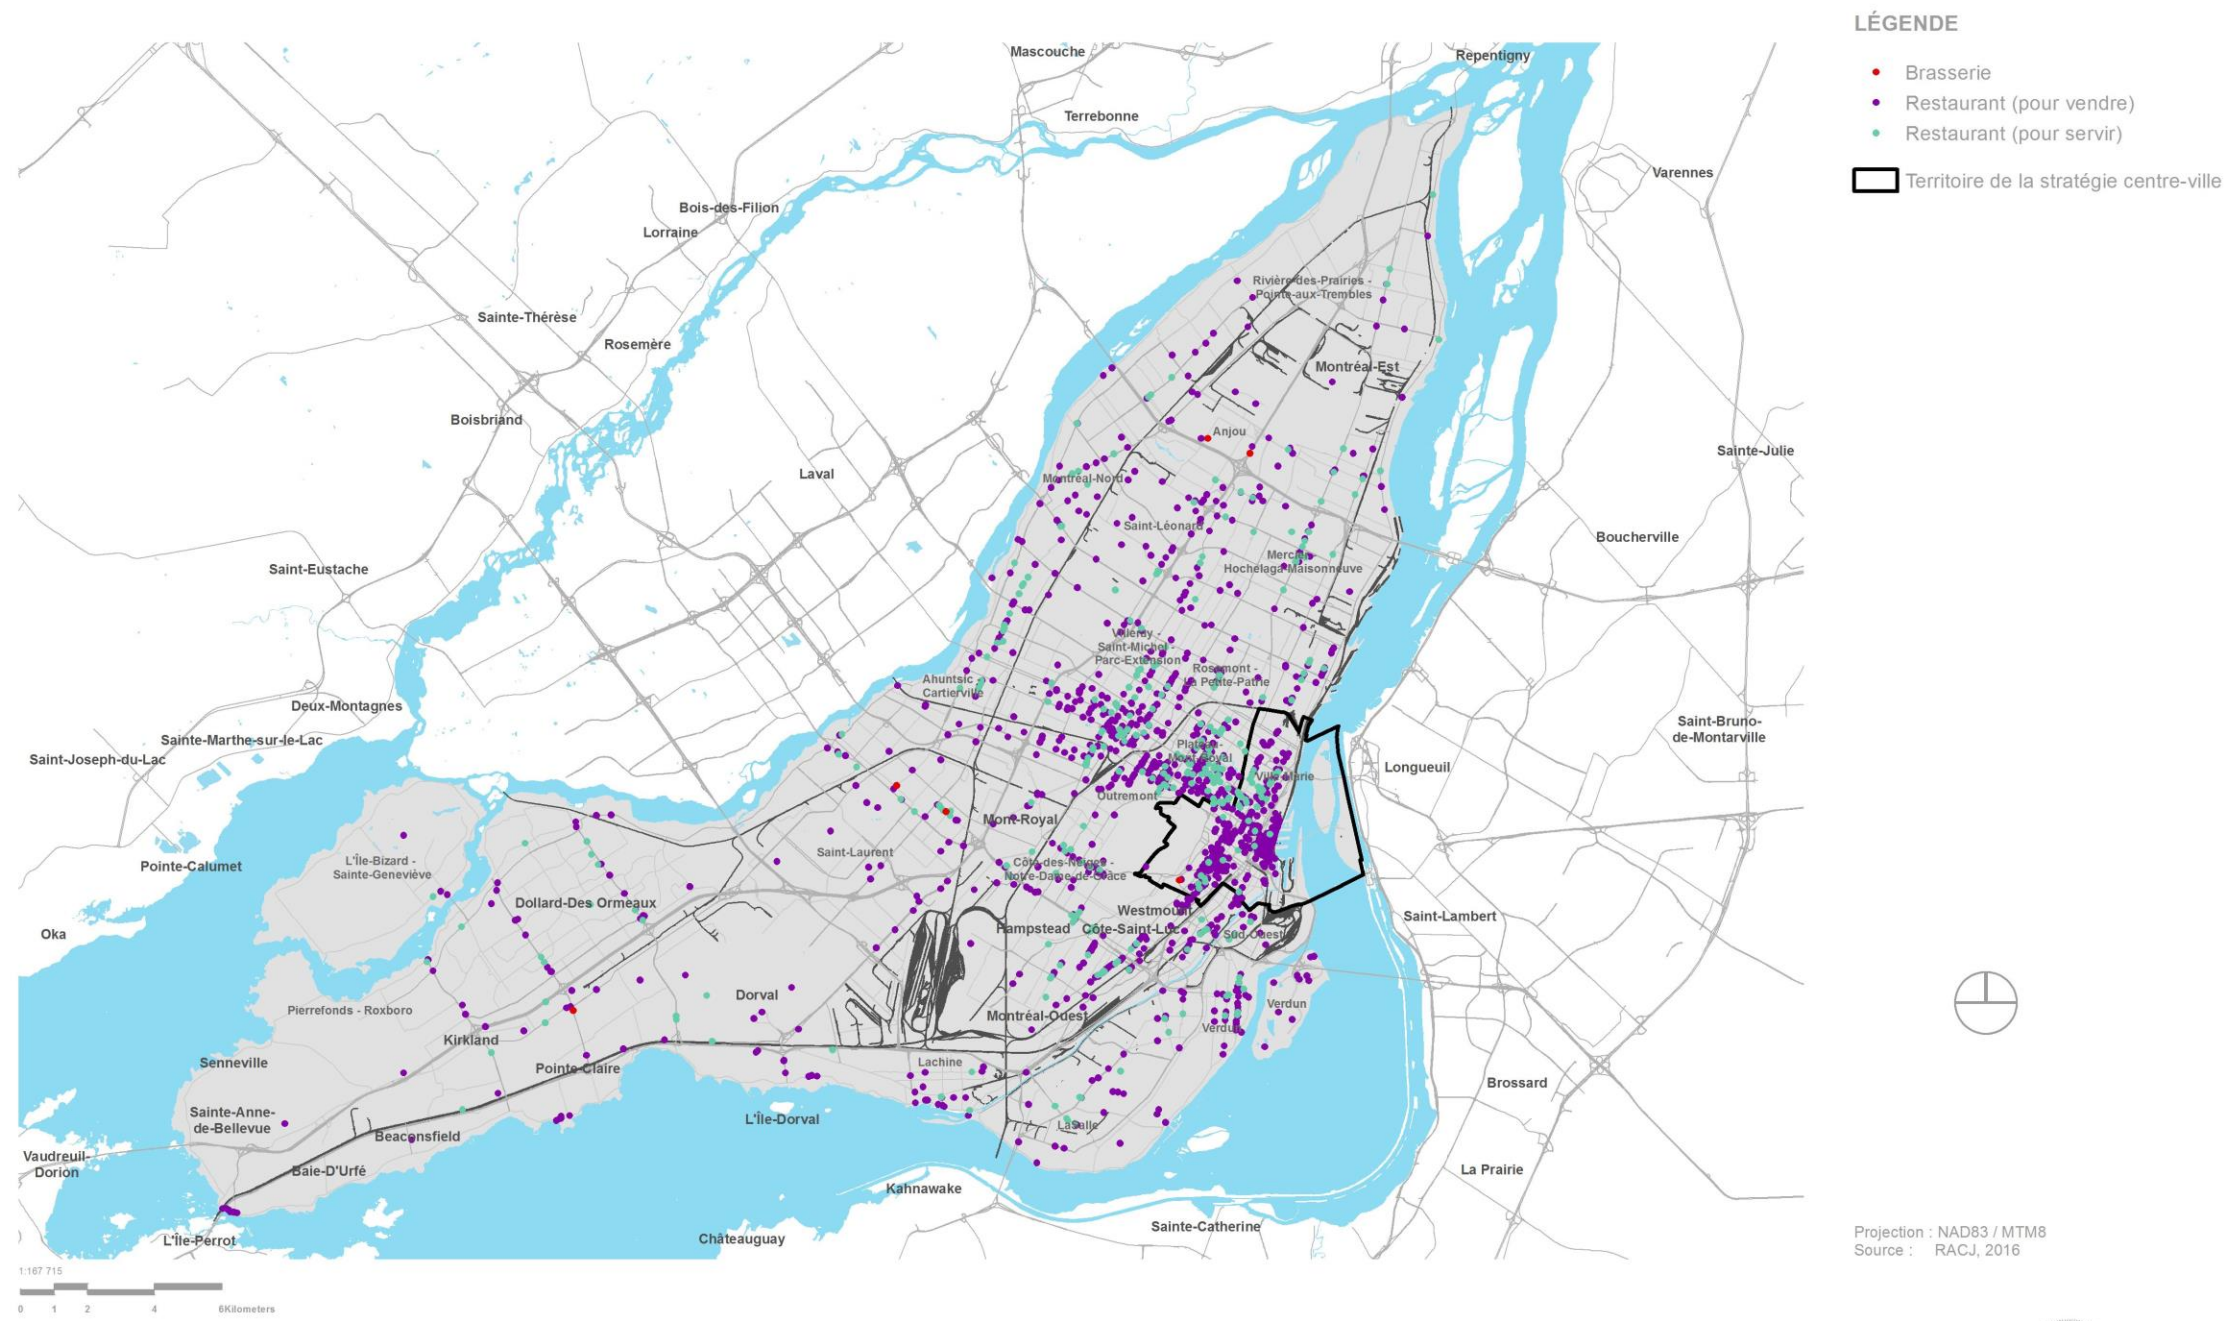 LÉGENDE
Brasserie
Restaurant (pour vendre)
Restaurant (pour servir)
Territoire de la stratégie centre-ville
Mascouche
Repentigny
Terrebonne
Varennes
Bois-des-Filion
Lorraine
Rivière-des-Prairies -
Pointe-aux-Trembles
Sainte-Thérèse
Rosemère
Montréal-Est
Boisbriand
Anjou
Sainte-Julie
Laval
Montréal-Nord
Saint-Léonard
Boucherville
Mercier -
Hochelaga-Maisonneuve
Saint-Eustache
Villeray -
Saint-Michel -
Parc-Extension
Rosemont -
La Petite-Patrie
Ahuntsic -
Cartierville
Deux-Montagnes
Saint-Bruno-
de-Montarville
Sainte-Marthe-sur-le-Lac
Plateau-
Mont-Royal
Saint-Joseph-du-Lac
Longueuil
Ville-Marie
Outremont
Mont-Royal
Saint-Laurent
Pointe-Calumet
L'Île-Bizard -
Sainte-Geneviève
Côte-des-Neiges -
Notre-Dame-de-Grâce
Dollard-Des Ormeaux
Westmount
Saint-Lambert
Hampstead
Côte-Saint-Luc
Sud-Ouest
Oka
Dorval
Verdun
Pierrefonds - Roxboro
Montréal-Ouest
Verdun
Kirkland
Senneville
Lachine
Pointe-Claire
Brossard
Sainte-Anne-
de-Bellevue
L'Île-Dorval
LaSalle
Beaconsfield
Vaudreuil-
Dorion
Baie-D'Urfé
La Prairie
Kahnawake
Sainte-Catherine
L'Île-Perrot
Châteauguay
Projection : NAD83 / MTM8
Source : RACJ, 2016
1:167 715
0 1 2 4 6Kilometers